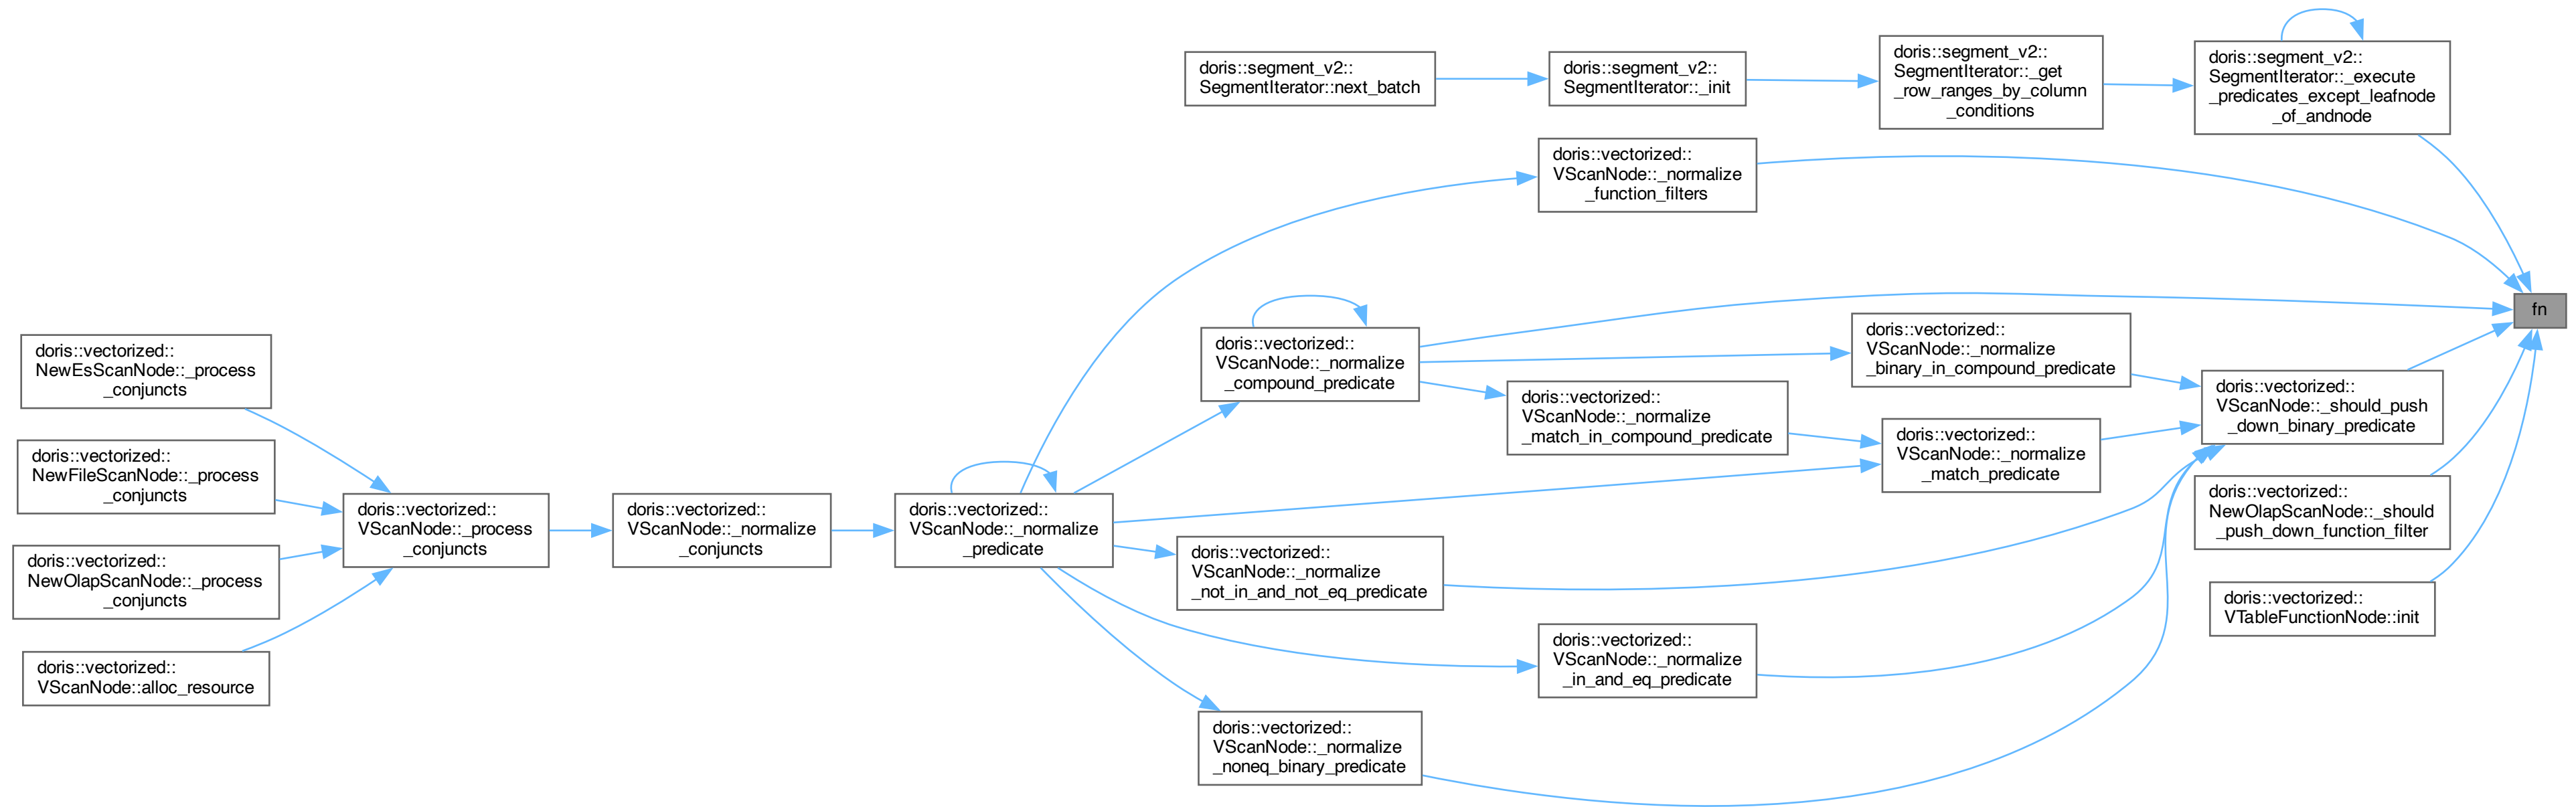 doris::segment_v2::
SegmentIterator::next_batch
doris::segment_v2::
SegmentIterator::_init
doris::segment_v2::
SegmentIterator::_get
_row_ranges_by_column
_conditions
doris::segment_v2::
SegmentIterator::_execute
_predicates_except_leafnode
_of_andnode
doris::vectorized::
VScanNode::_normalize
_function_filters
fn
doris::vectorized::
VScanNode::_normalize
_compound_predicate
doris::vectorized::
VScanNode::_normalize
_binary_in_compound_predicate
doris::vectorized::
VScanNode::_normalize
_match_in_compound_predicate
doris::vectorized::
VScanNode::_should_push
_down_binary_predicate
doris::vectorized::
VScanNode::_normalize
_match_predicate
doris::vectorized::
NewEsScanNode::_process
_conjuncts
doris::vectorized::
NewFileScanNode::_process
_conjuncts
doris::vectorized::
NewOlapScanNode::_process
_conjuncts
doris::vectorized::
VScanNode::alloc_resource
doris::vectorized::
VScanNode::_process
_conjuncts
doris::vectorized::
VScanNode::_normalize
_conjuncts
doris::vectorized::
VScanNode::_normalize
_predicate
doris::vectorized::
VScanNode::_normalize
_not_in_and_not_eq_predicate
doris::vectorized::
VScanNode::_normalize
_in_and_eq_predicate
doris::vectorized::
VScanNode::_normalize
_noneq_binary_predicate
doris::vectorized::
NewOlapScanNode::_should
_push_down_function_filter
doris::vectorized::
VTableFunctionNode::init